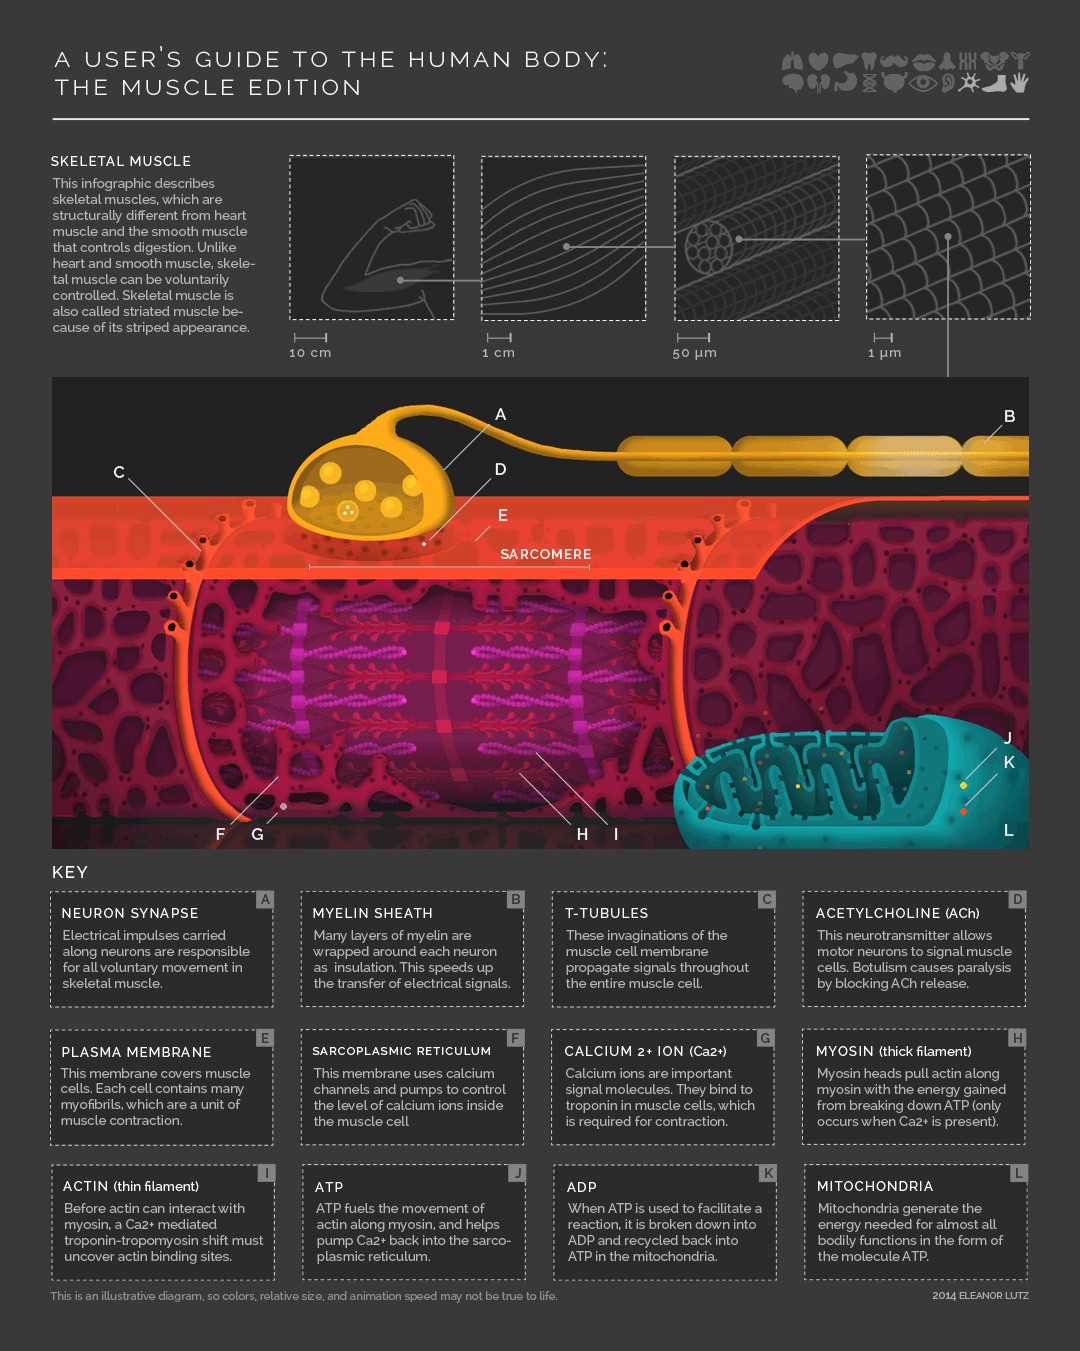 A USER'S GUIDE TO THE HUMAN BODY:
THE MUSCLE EDITION
SKELETAL MUSCLE
This infographic describes
skeletal muscles, which are
structurally different from heart
muscle and the smooth muscle
that controls digestion. Unlike
heart and smooth muscle, skele-
tal muscle can be voluntarily
controlled. Skeletal muscle is
also called striated muscle be-
cause of its striped appearance.
10 cm
1 cm
50 µm
1 µm
A
B
C
D
E
SARCOMERE
J
K
F
G
H
I
L
KEY
A
NEURON SYNAPSE
Electrical impulses carried
along neurons are responsible
for all voluntary movement in
skeletal muscle.
B
MYELIN SHEATH
Many layers of myelin are
wrapped around each neuron
as insulation. This speeds up
the transfer of electrical signals.
C
T-TUBULES
These invaginations of the
muscle cell membrane
propagate signals throughout
the entire muscle cell.
D
ACETYLCHOLINE (ACh)
This neurotransmitter allows
motor neurons to signal muscle
cells. Botulism causes paralysis
by blocking ACh release.
E
PLASMA MEMBRANE
This membrane covers muscle
cells. Each cell contains many
myofibrils, which are a unit of
muscle contraction.
F
SARCOPLASMIC RETICULUM
This membrane uses calcium
channels and pumps to control
the level of calcium ions inside
the muscle cell
G
CALCIUM 2+ ION (Ca2+)
Calcium ions are important
signal molecules. They bind to
troponin in muscle cells, which
is required for contraction.
H
MYOSIN (thick filament)
Myosin heads pull actin along
myosin with the energy gained
from breaking down ATP (only
occurs when Ca2+ is present).
I
ACTIN (thin filament)
Before actin can interact with
myosin, a Ca2+ mediated
troponin-tropomyosin shift must
uncover actin binding sites.
J
ATP
ATP fuels the movement of
actin along myosin, and helps
pump Ca2+ back into the sarco-
plasmic reticulum.
K
ADP
When ATP is used to facilitate a
reaction, it is broken down into
ADP and recycled back into
ATP in the mitochondria.
L
MITOCHONDRIA
Mitochondria generate the
energy needed for almost all
bodily functions in the form of
the molecule ATP.
This is an illustrative diagram, so colors, relative size, and animation speed may not be true to life.
2014 ELEANOR LUTZ